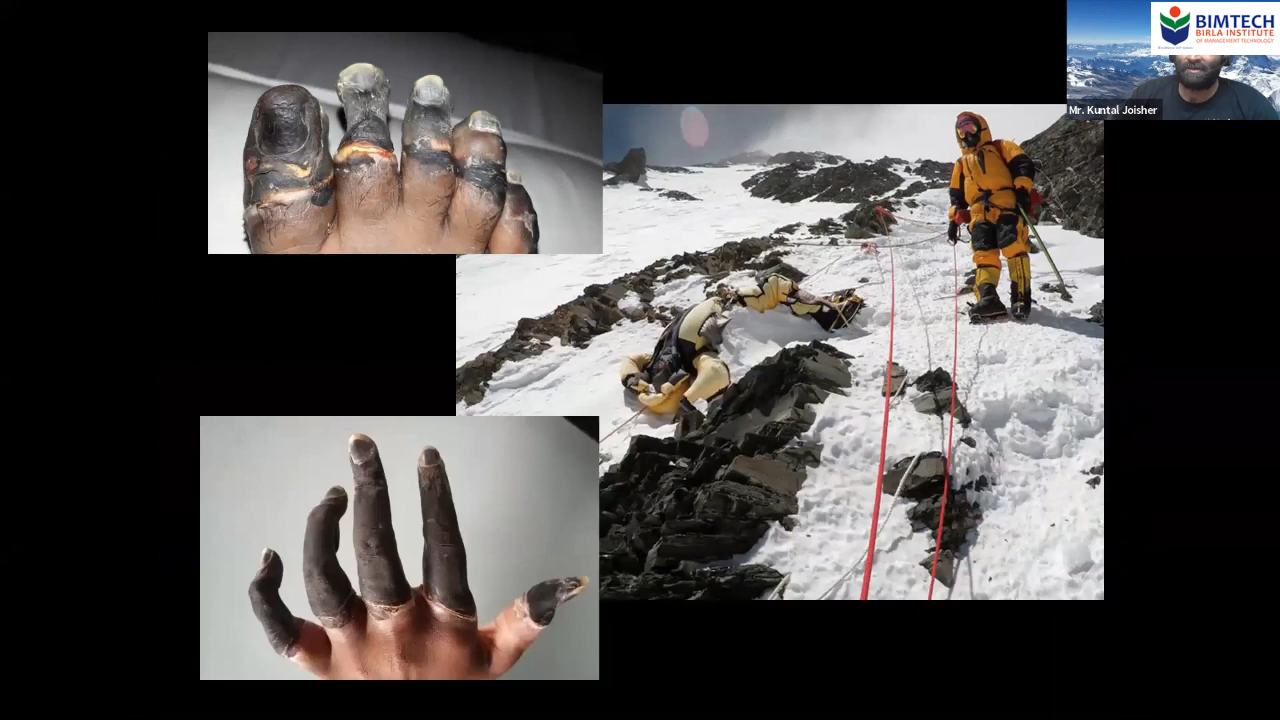 BIMTECH
BIRLA INSTITUTE
OF MANAGEMENT TECHNOLOGY
Mr. Kuntal Joisher